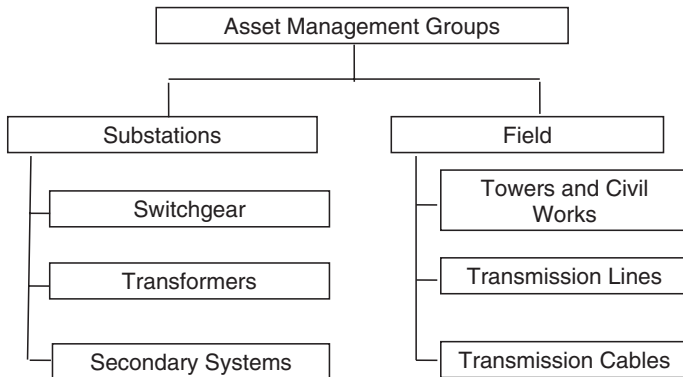 Asset Management Groups
Substations
Switchgear
Transformers
Secondary Systems
Field
Towers and Civil
Works
Transmission Lines
Transmission Cables